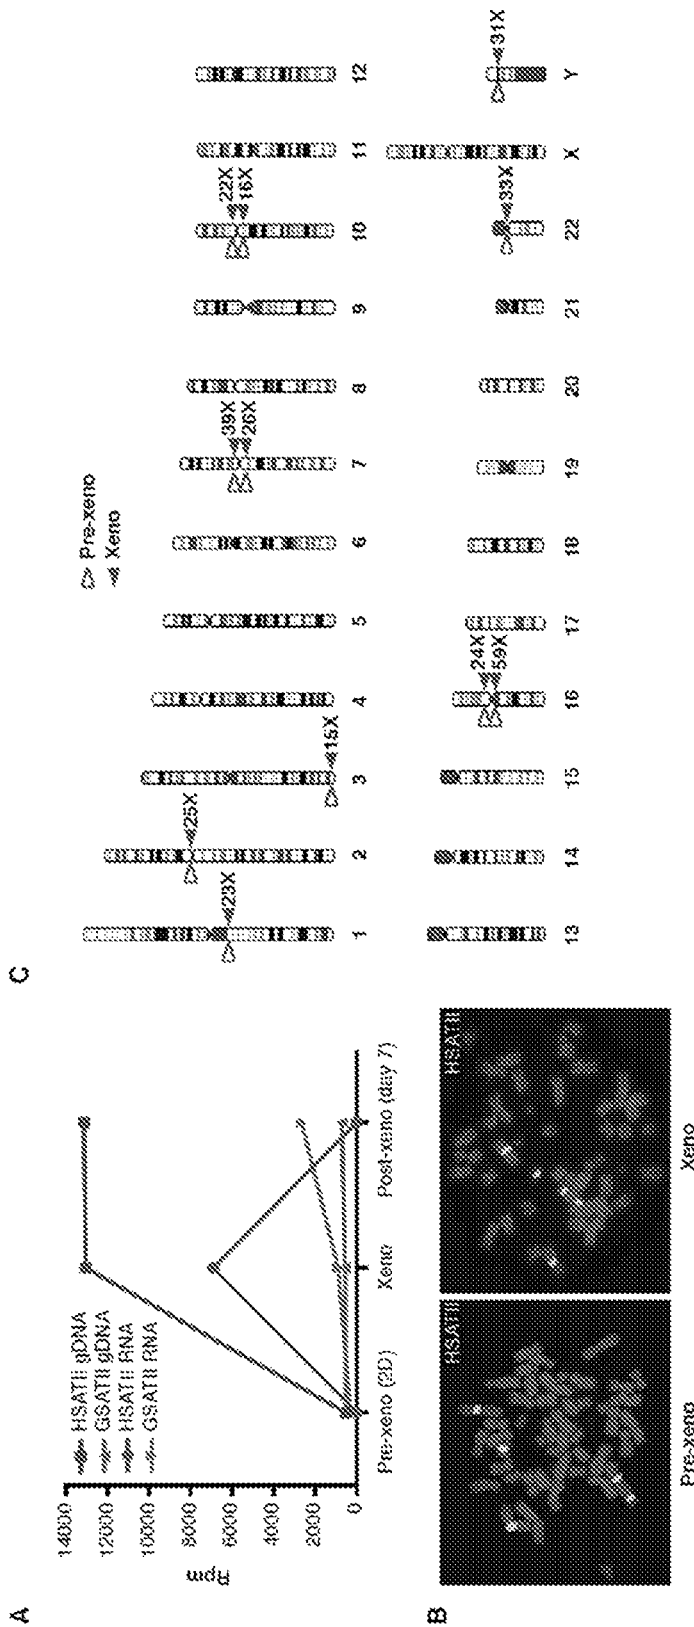 A
14000
12000
10000
8000
6000
4000
2000
0
Rpm
HSATII gDNA
GSATII gDNA
HSATII RNA
GSATII RNA
Pre-xeno (2D)
Xeno
Post-xeno (day 7)
B
HSATII
HSATII
Pre-xeno
Xeno
C
Pre-xeno
Xeno
23X
25X
15X
39X
26X
22X
16X
1
2
3
4
5
6
7
8
9
10
11
12
24X
59X
33X
31X
13
14
15
16
17
18
19
20
21
22
X
Y